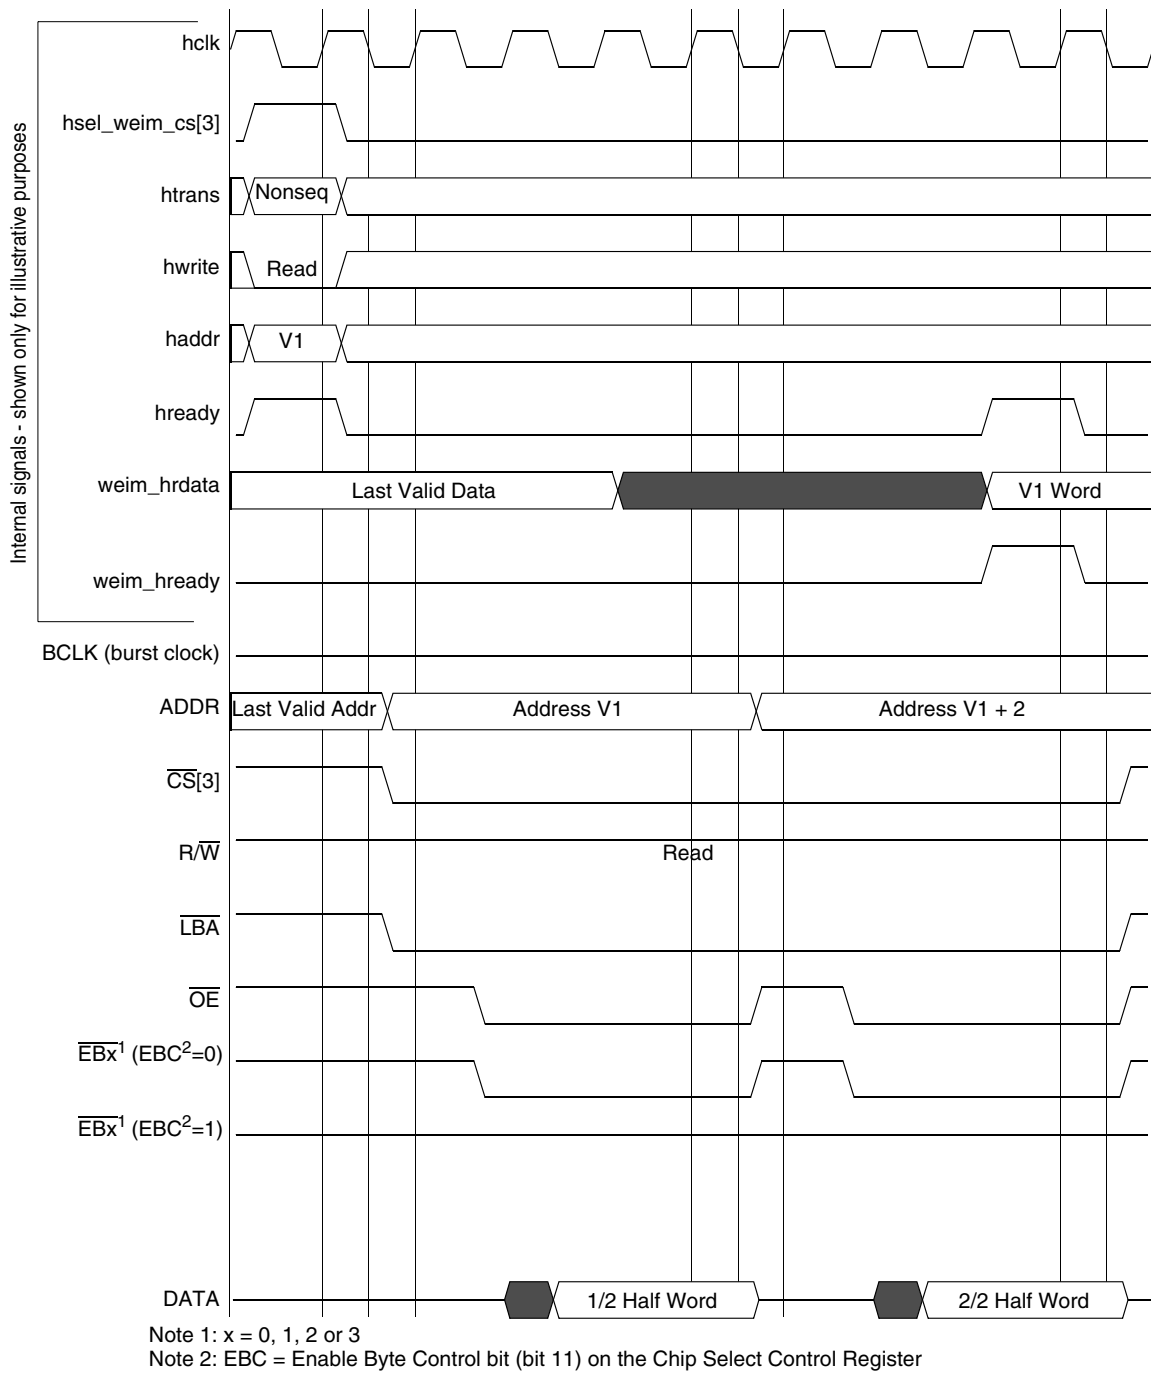 Internal signals - shown only for illustrative purposes
hclk
hsel_weim_cs[3]
htrans Nonseq
hwrite Read
haddr V1
hready
weim_hrdata Last Valid Data V1 Word
weim_hready
BCLK (burst clock)
ADDR Last Valid Addr Address V1 Address V1 + 2
CS[3]
R/W Read
LBA
OE
EBx1 (EBC2=0)
EBx1 (EBC2=1)
DATA 1/2 Half Word 2/2 Half Word
Note 1: x = 0, 1, 2 or 3
Note 2: EBC = Enable Byte Control bit (bit 11) on the Chip Select Control Register